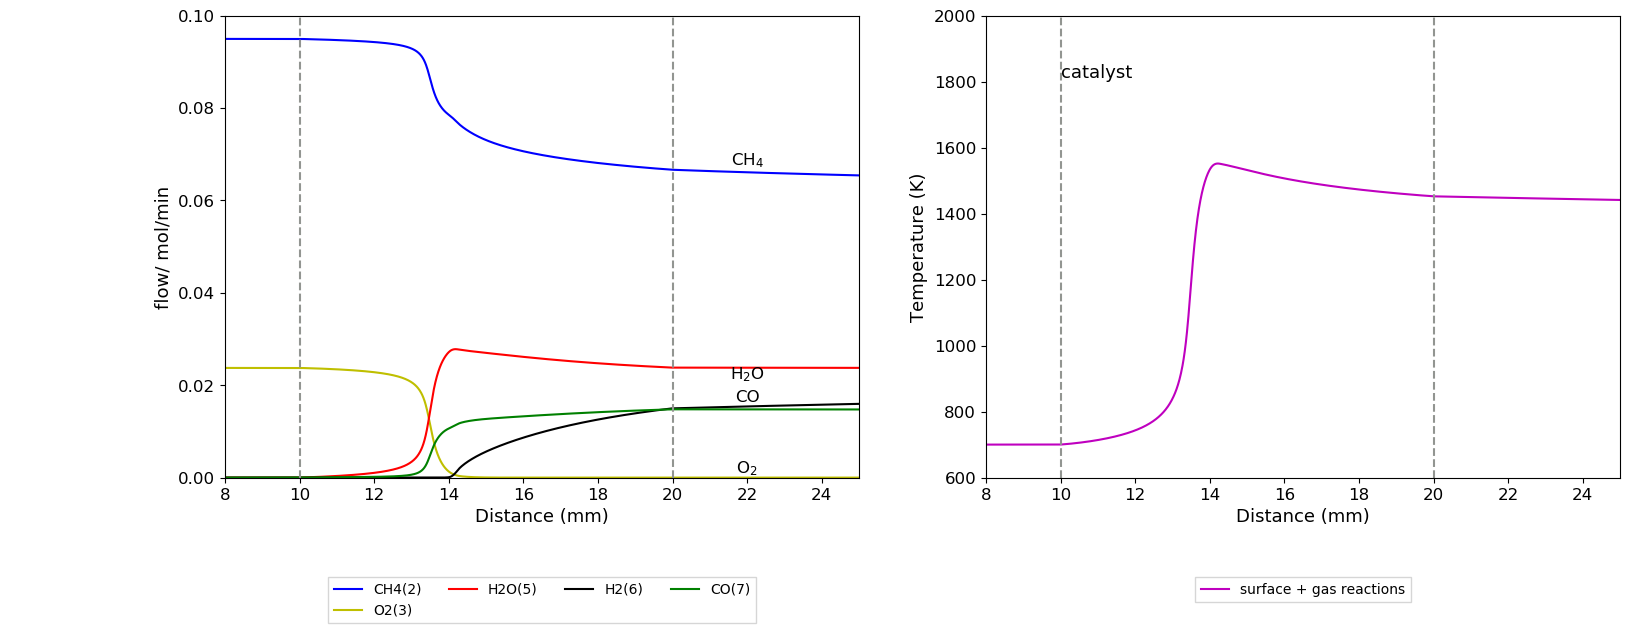 0.10
0.08
0.06
0.04
0.02
0.00
flow/ mol/min
CH₄
H₂O
CO
O₂
8 10 12 14 16 18 20 22 24
Distance (mm)
CH4(2) H2O(5) H2(6) CO(7)
O2(3)
2000
1800
1600
1400
1200
1000
800
600
Temperature (K)
catalyst
8 10 12 14 16 18 20 22 24
Distance (mm)
surface + gas reactions